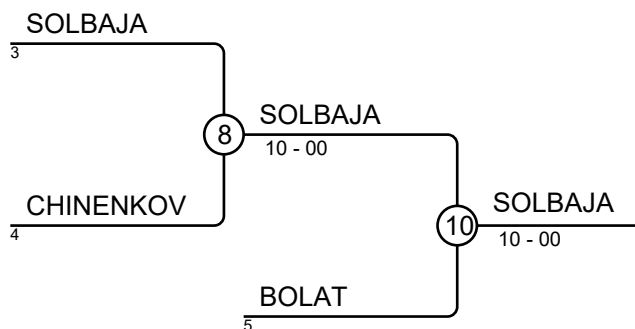 SOLBAJA
3
8
SOLBAJA
10 - 00
CHINENKOV
4
10
SOLBAJA
10 - 00
BOLAT
5